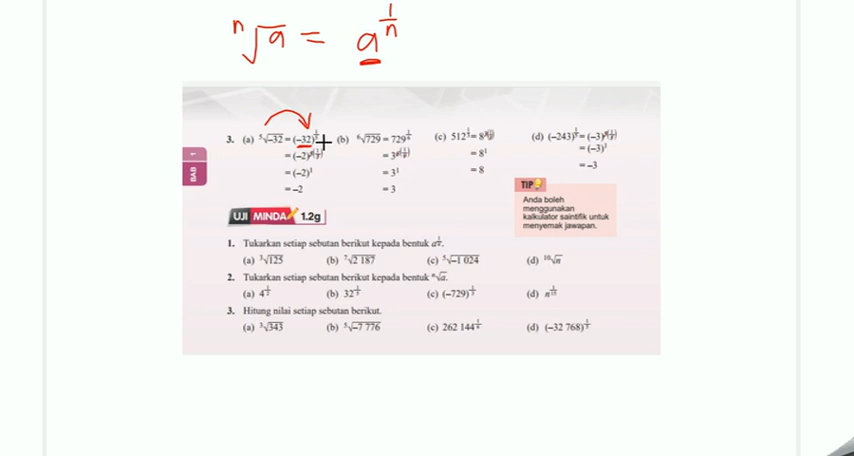 ⁿ√a = a^(1/n)
3. (a) ⁵√−32 = (−32)^(1/5) (b) ⁶√729 = 729^(1/6) (c) 512^(1/3) = 8^(3(1/3)) (d) (−243)^(1/5) = (−3)^(5(1/5))
= (−2)^(5(1/5)) = 3^(6(1/6)) = 8¹ = (−3)¹
= (−2)¹ = 3¹ = 8 = −3
= −2 = 3
BAB 1
TIP
Anda boleh
menggunakan
kalkulator saintifik untuk
menyemak jawapan.
UJI MINDA 1.2g
1. Tukarkan setiap sebutan berikut kepada bentuk a^(1/n).
(a) ³√125 (b) ⁷√2 187 (c) ⁵√−1 024 (d) ¹⁰√n
2. Tukarkan setiap sebutan berikut kepada bentuk ⁿ√a.
(a) 4^(1/2) (b) 32^(1/5) (c) (−729)^(1/3) (d) n^(1/15)
3. Hitung nilai setiap sebutan berikut.
(a) ³√343 (b) ⁵√−7 776 (c) 262 144^(1/6) (d) (−32 768)^(1/5)